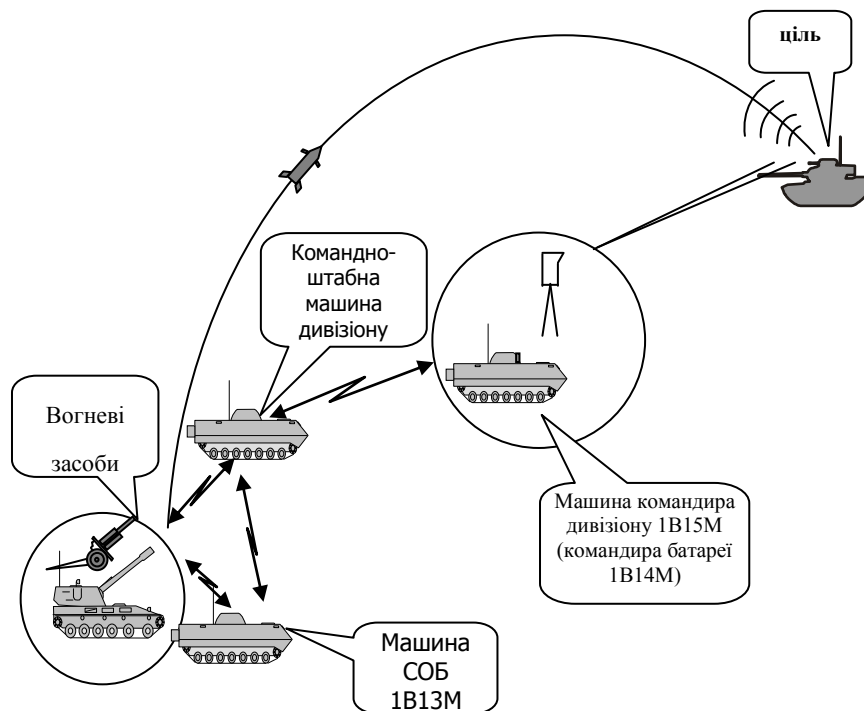 ціль
Командно-
штабна
машина
дивізіону
Вогневі
засоби
Машина командира
дивізіону 1В15М
(командира батареї
1В14М)
Машина
СОБ
1В13М